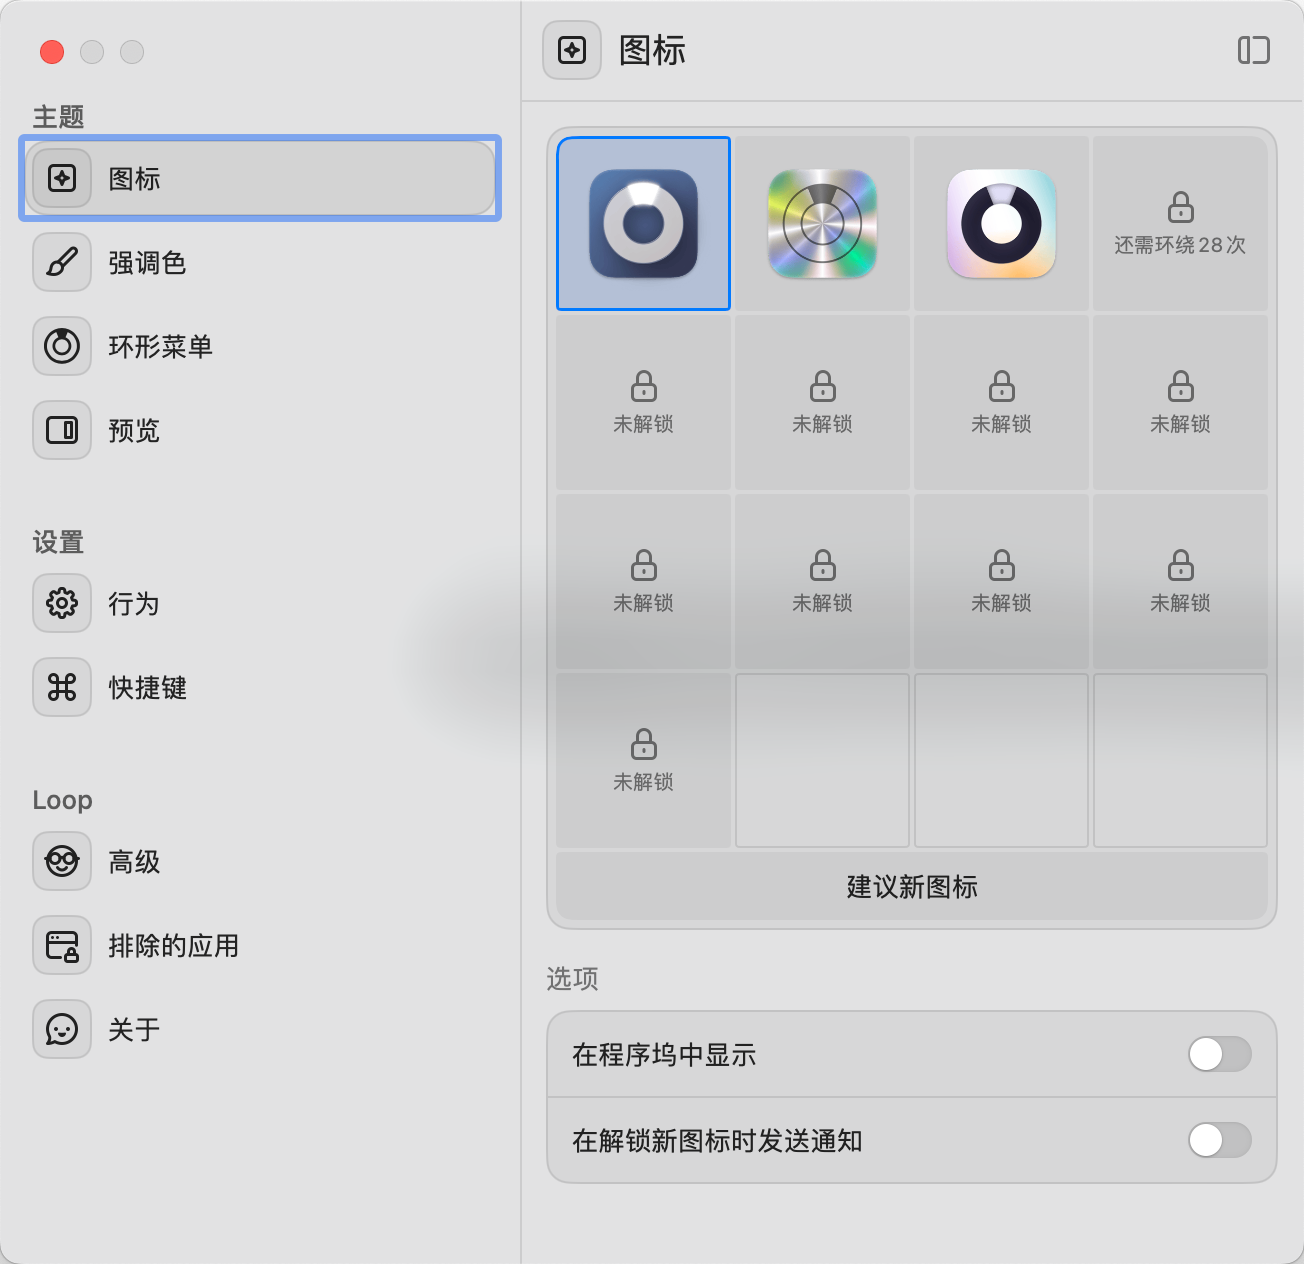 主题
图标
强调色
环形菜单
预览
设置
行为
快捷键
Loop
高级
排除的应用
关于
图标
还需环绕28次
未解锁
未解锁
未解锁
未解锁
未解锁
未解锁
未解锁
未解锁
未解锁
建议新图标
选项
在程序坞中显示
在解锁新图标时发送通知